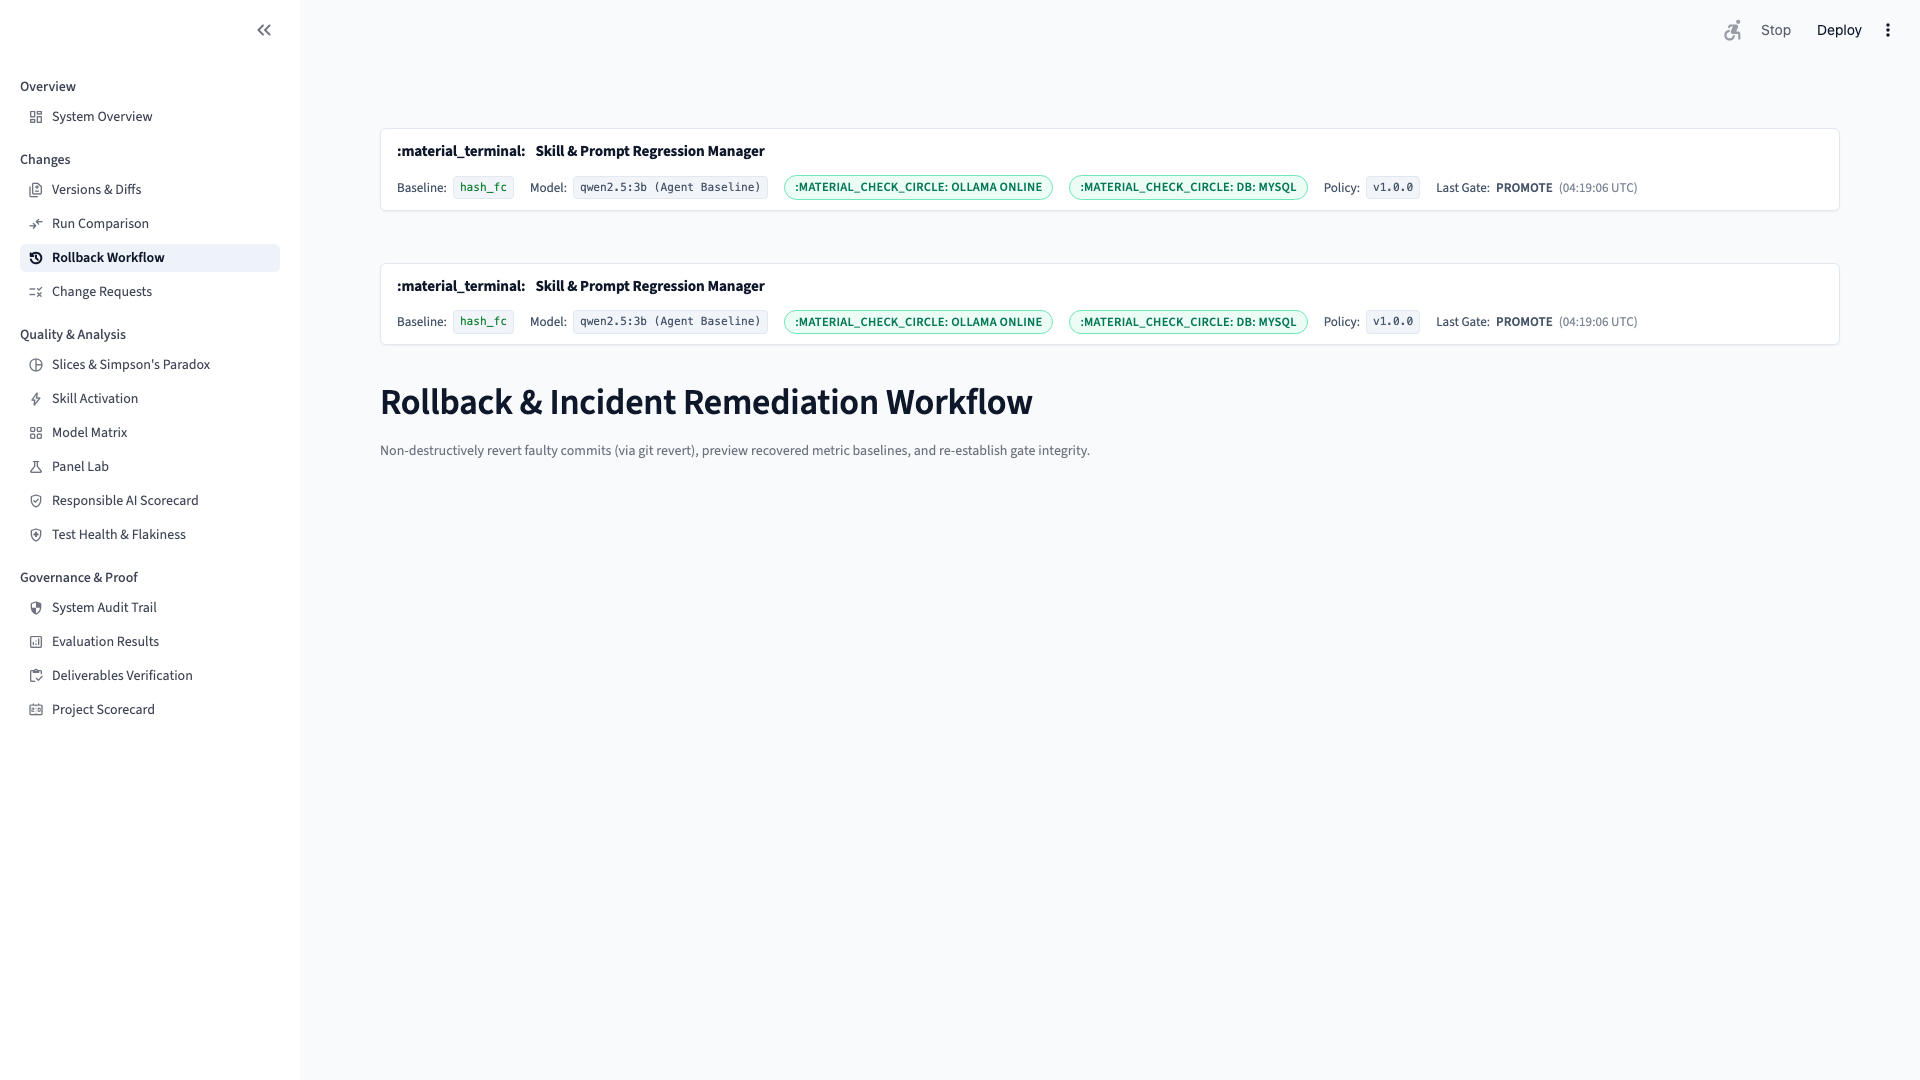 Stop Deploy
Overview
System Overview
Changes
Versions & Diffs
Run Comparison
Rollback Workflow
Change Requests
Quality & Analysis
Slices & Simpson's Paradox
Skill Activation
Model Matrix
Panel Lab
Responsible AI Scorecard
Test Health & Flakiness
Governance & Proof
System Audit Trail
Evaluation Results
Deliverables Verification
Project Scorecard
:material_terminal: Skill & Prompt Regression Manager
Baseline: hash_fc Model: qwen2.5:3b (Agent Baseline) :MATERIAL_CHECK_CIRCLE: OLLAMA ONLINE :MATERIAL_CHECK_CIRCLE: DB: MYSQL Policy: v1.0.0 Last Gate: PROMOTE (04:19:06 UTC)
:material_terminal: Skill & Prompt Regression Manager
Baseline: hash_fc Model: qwen2.5:3b (Agent Baseline) :MATERIAL_CHECK_CIRCLE: OLLAMA ONLINE :MATERIAL_CHECK_CIRCLE: DB: MYSQL Policy: v1.0.0 Last Gate: PROMOTE (04:19:06 UTC)
Rollback & Incident Remediation Workflow
Non-destructively revert faulty commits (via git revert), preview recovered metric baselines, and re-establish gate integrity.